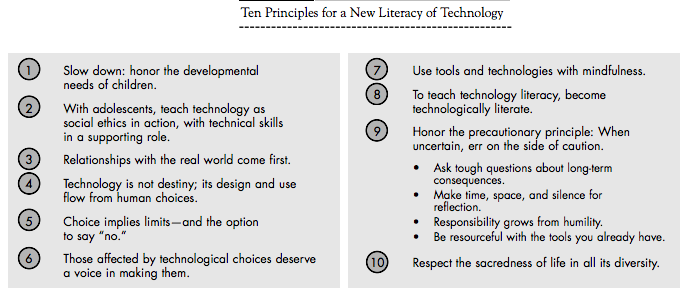 Ten Principles for a New Literacy of Technology
1 Slow down: honor the developmental
needs of children.
2 With adolescents, teach technology as
social ethics in action, with technical skills
in a supporting role.
3 Relationships with the real world come first.
4 Technology is not destiny; its design and use
flow from human choices.
5 Choice implies limits—and the option
to say "no."
6 Those affected by technological choices deserve
a voice in making them.
7 Use tools and technologies with mindfulness.
8 To teach technology literacy, become
technologically literate.
9 Honor the precautionary principle: When
uncertain, err on the side of caution.
• Ask tough questions about long-term
consequences.
• Make time, space, and silence for
reflection.
• Responsibility grows from humility.
• Be resourceful with the tools you already have.
10 Respect the sacredness of life in all its diversity.